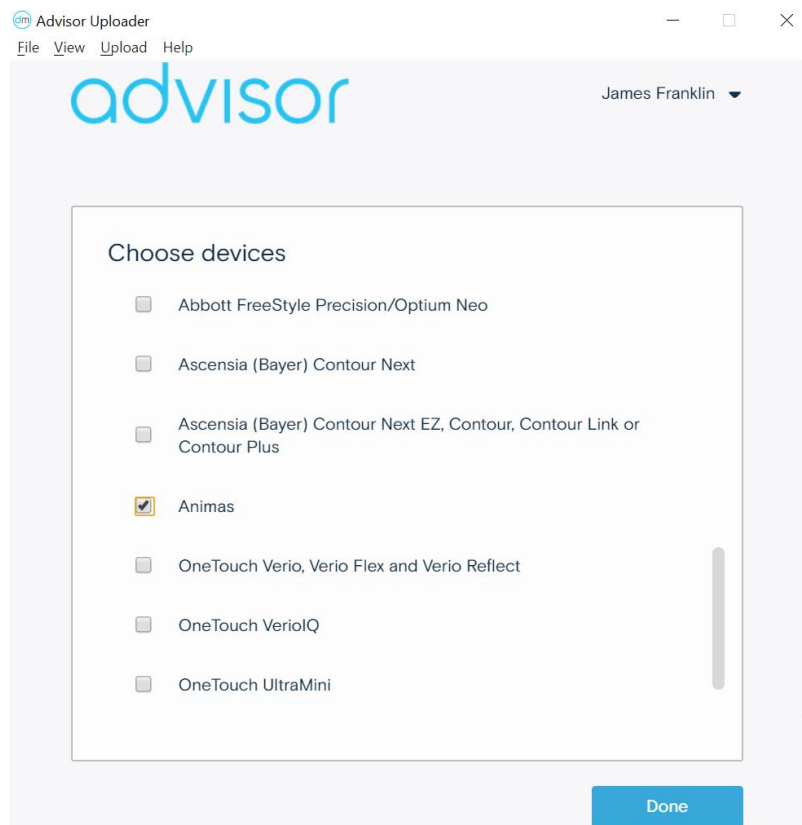 dm Advisor Uploader
File View Upload Help
advisor
James Franklin
Choose devices
Abbott FreeStyle Precision/Optium Neo
Ascensia (Bayer) Contour Next
Ascensia (Bayer) Contour Next EZ, Contour, Contour Link or
Contour Plus
Animas
OneTouch Verio, Verio Flex and Verio Reflect
OneTouch VerioIQ
OneTouch UltraMini
Done